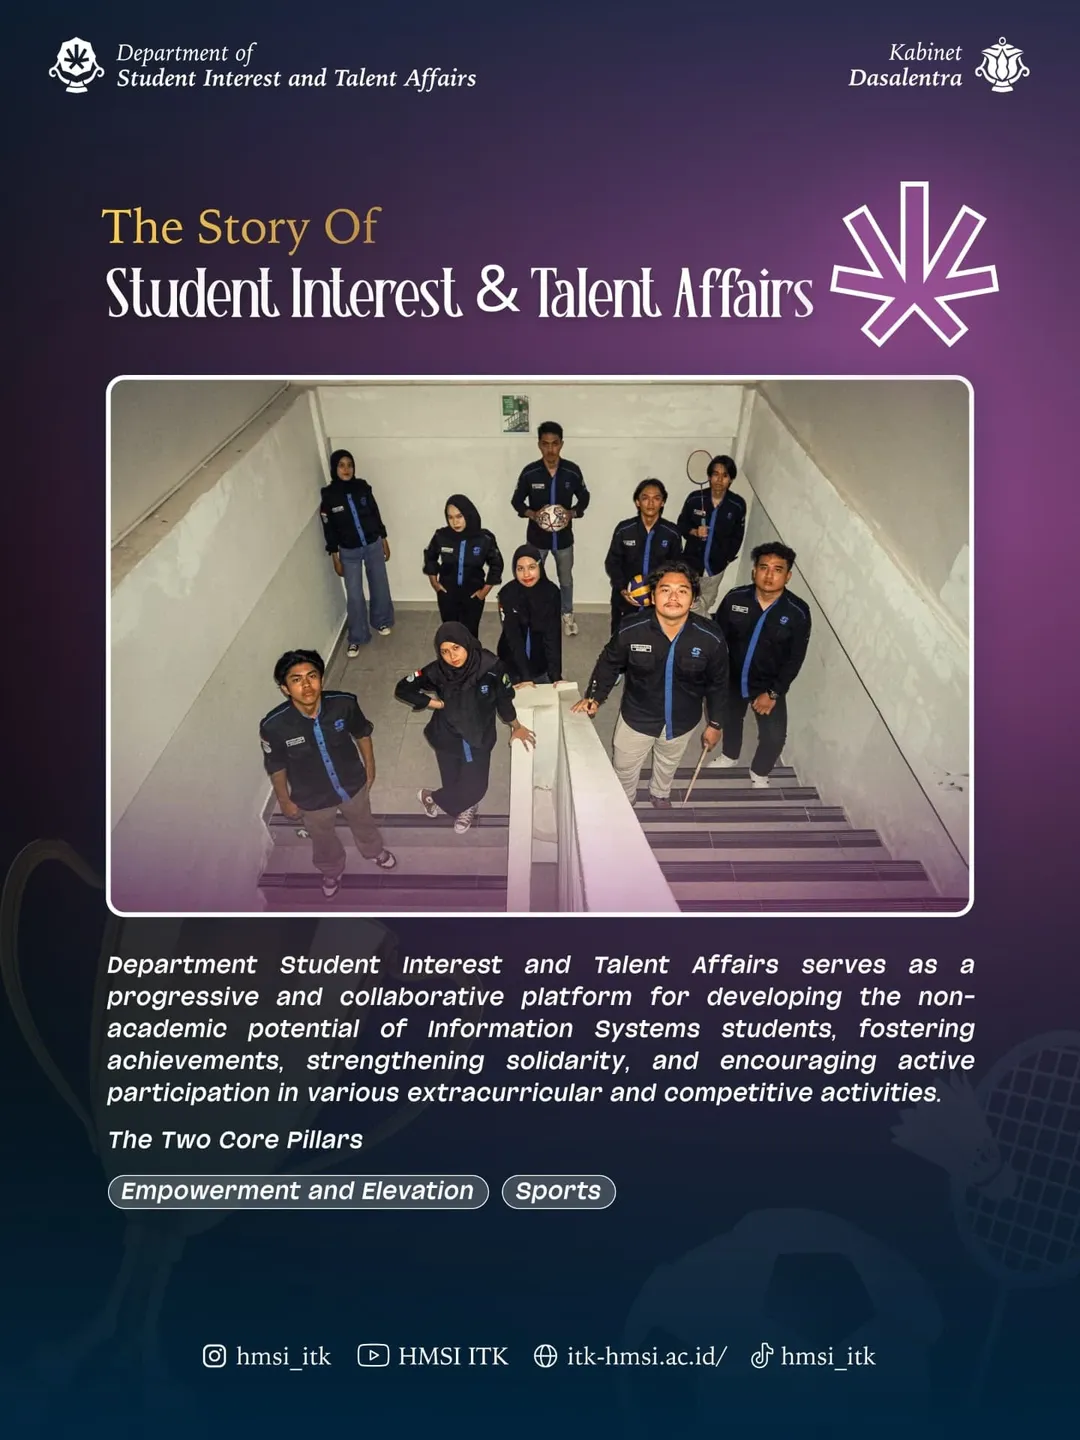 Department of
Student Interest and Talent Affairs
Kabinet
Dasalentra
The Story Of
Student Interest & Talent Affairs
Department Student Interest and Talent Affairs serves as a
progressive and collaborative platform for developing the non-
academic potential of Information Systems students, fostering
achievements, strengthening solidarity, and encouraging active
participation in various extracurricular and competitive activities.
The Two Core Pillars
Empowerment and Elevation
Sports
hmsi_itk
HMSI ITK
itk-hmsi.ac.id/
hmsi_itk